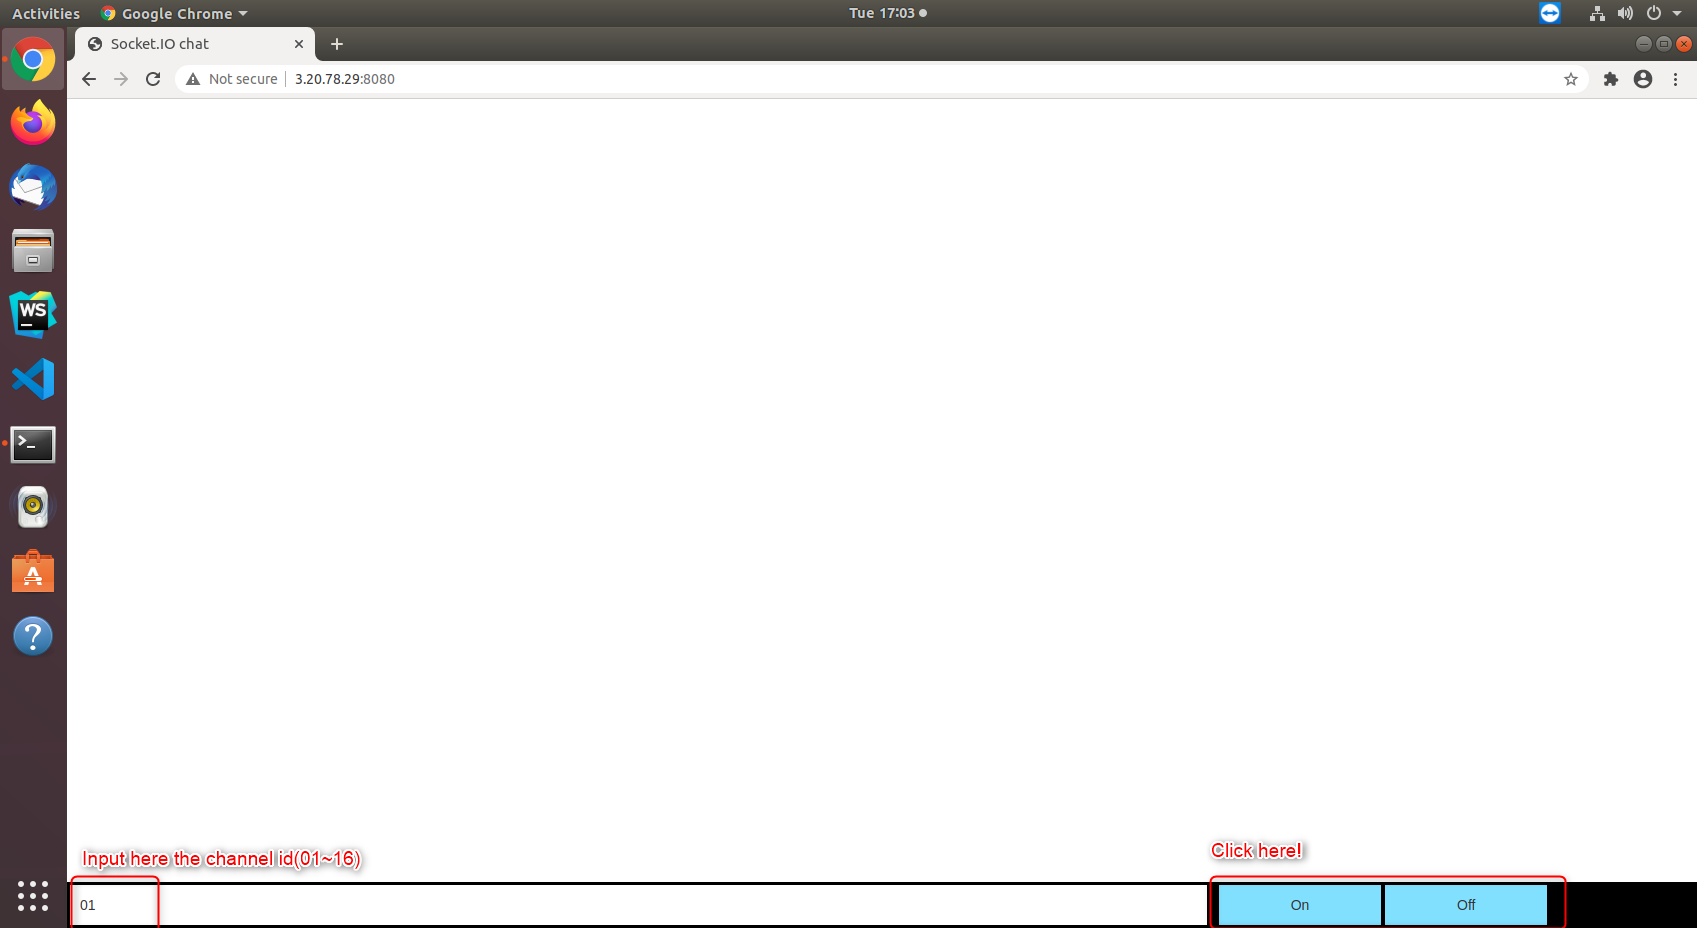 Activities Google Chrome Tue 17:03
Socket.IO chat
Not secure 3.20.78.29:8080
WS
Input here the channel id(01~16) Click here!
01 On Off